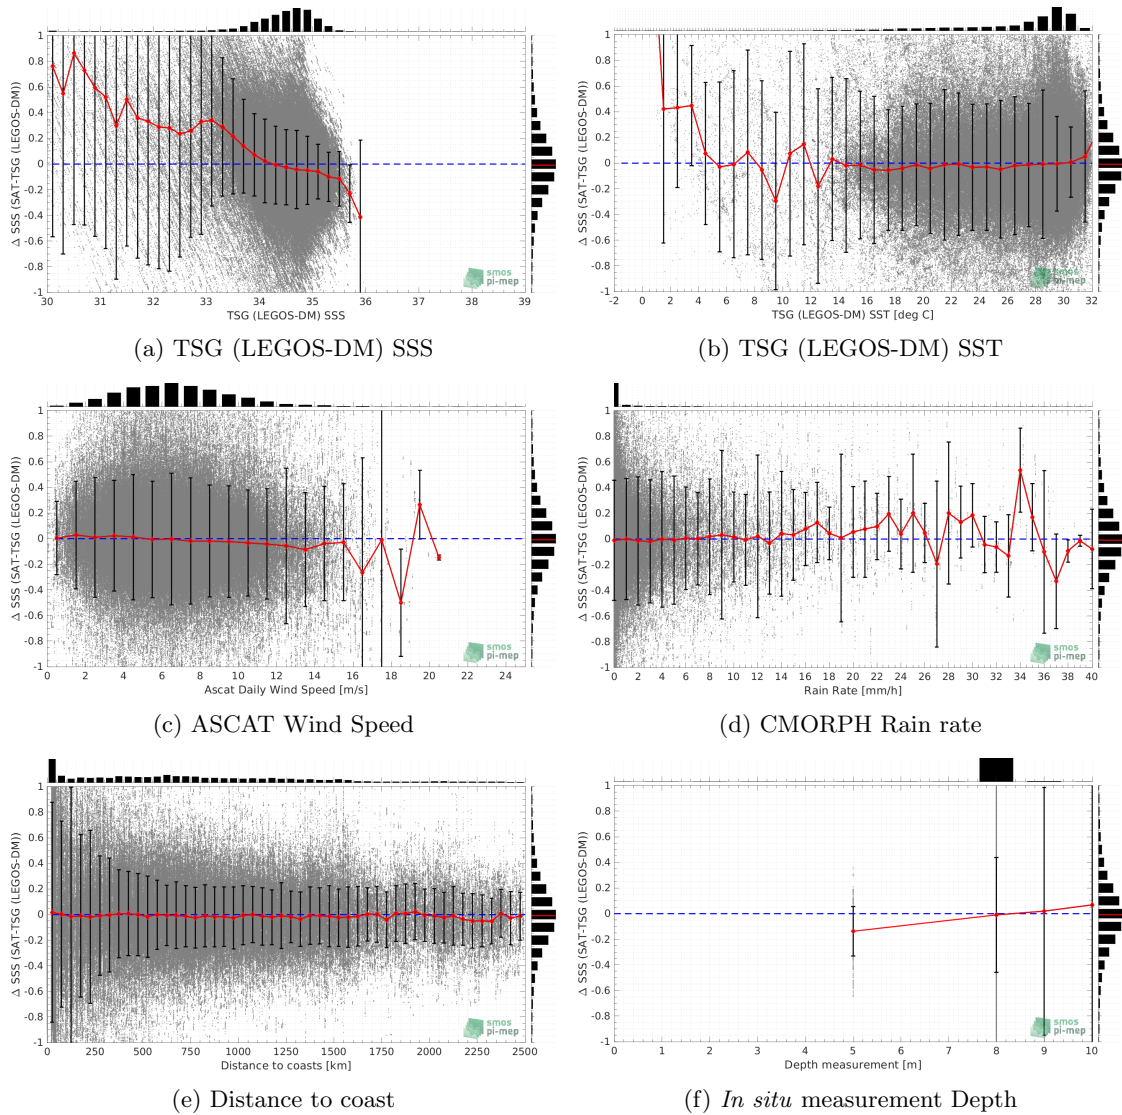 Δ SSS (SAT-TSG (LEGOS-DM))
1
0.8
0.6
0.4
0.2
0
-0.2
-0.4
-0.6
-0.8
-1
30 31 32 33 34 35 36 37 38 39
TSG (LEGOS-DM) SSS
smos
pi-mep
(a) TSG (LEGOS-DM) SSS
Δ SSS (SAT-TSG (LEGOS-DM))
1
0.8
0.6
0.4
0.2
0
-0.2
-0.4
-0.6
-0.8
-1
-2 0 2 4 6 8 10 12 14 16 18 20 22 24 26 28 30 32
TSG (LEGOS-DM) SST [deg C]
smos
pi-mep
(b) TSG (LEGOS-DM) SST
Δ SSS (SAT-TSG (LEGOS-DM))
1
0.8
0.6
0.4
0.2
0
-0.2
-0.4
-0.6
-0.8
-1
0 2 4 6 8 10 12 14 16 18 20 22 24
Ascat Daily Wind Speed [m/s]
smos
pi-mep
(c) ASCAT Wind Speed
Δ SSS (SAT-TSG (LEGOS-DM))
1
0.8
0.6
0.4
0.2
0
-0.2
-0.4
-0.6
-0.8
-1
0 2 4 6 8 10 12 14 16 18 20 22 24 26 28 30 32 34 36 38 40
Rain Rate [mm/h]
smos
pi-mep
(d) CMORPH Rain rate
Δ SSS (SAT-TSG (LEGOS-DM))
1
0.8
0.6
0.4
0.2
0
-0.2
-0.4
-0.6
-0.8
-1
0 250 500 750 1000 1250 1500 1750 2000 2250 2500
Distance to coasts [km]
smos
pi-mep
(e) Distance to coast
Δ SSS (SAT-TSG (LEGOS-DM))
1
0.8
0.6
0.4
0.2
0
-0.2
-0.4
-0.6
-0.8
-1
0 1 2 3 4 5 6 7 8 9 10
Depth measurement [m]
smos
pi-mep
(f) In situ measurement Depth